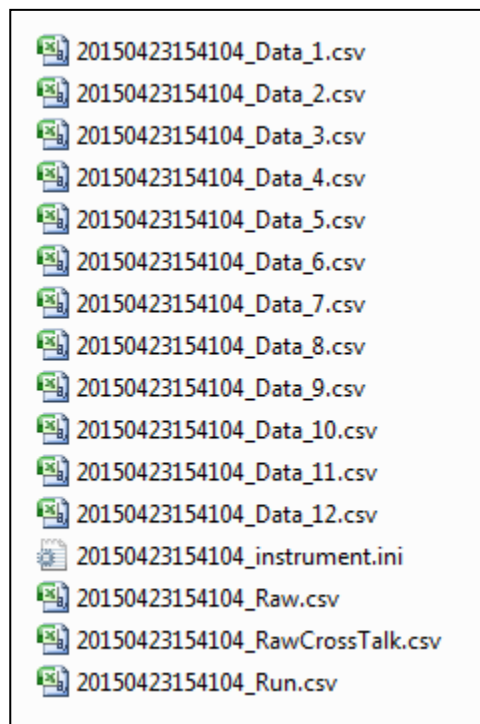 20150423154104_Data_1.csv
20150423154104_Data_2.csv
20150423154104_Data_3.csv
20150423154104_Data_4.csv
20150423154104_Data_5.csv
20150423154104_Data_6.csv
20150423154104_Data_7.csv
20150423154104_Data_8.csv
20150423154104_Data_9.csv
20150423154104_Data_10.csv
20150423154104_Data_11.csv
20150423154104_Data_12.csv
20150423154104_instrument.ini
20150423154104_Raw.csv
20150423154104_RawCrossTalk.csv
20150423154104_Run.csv